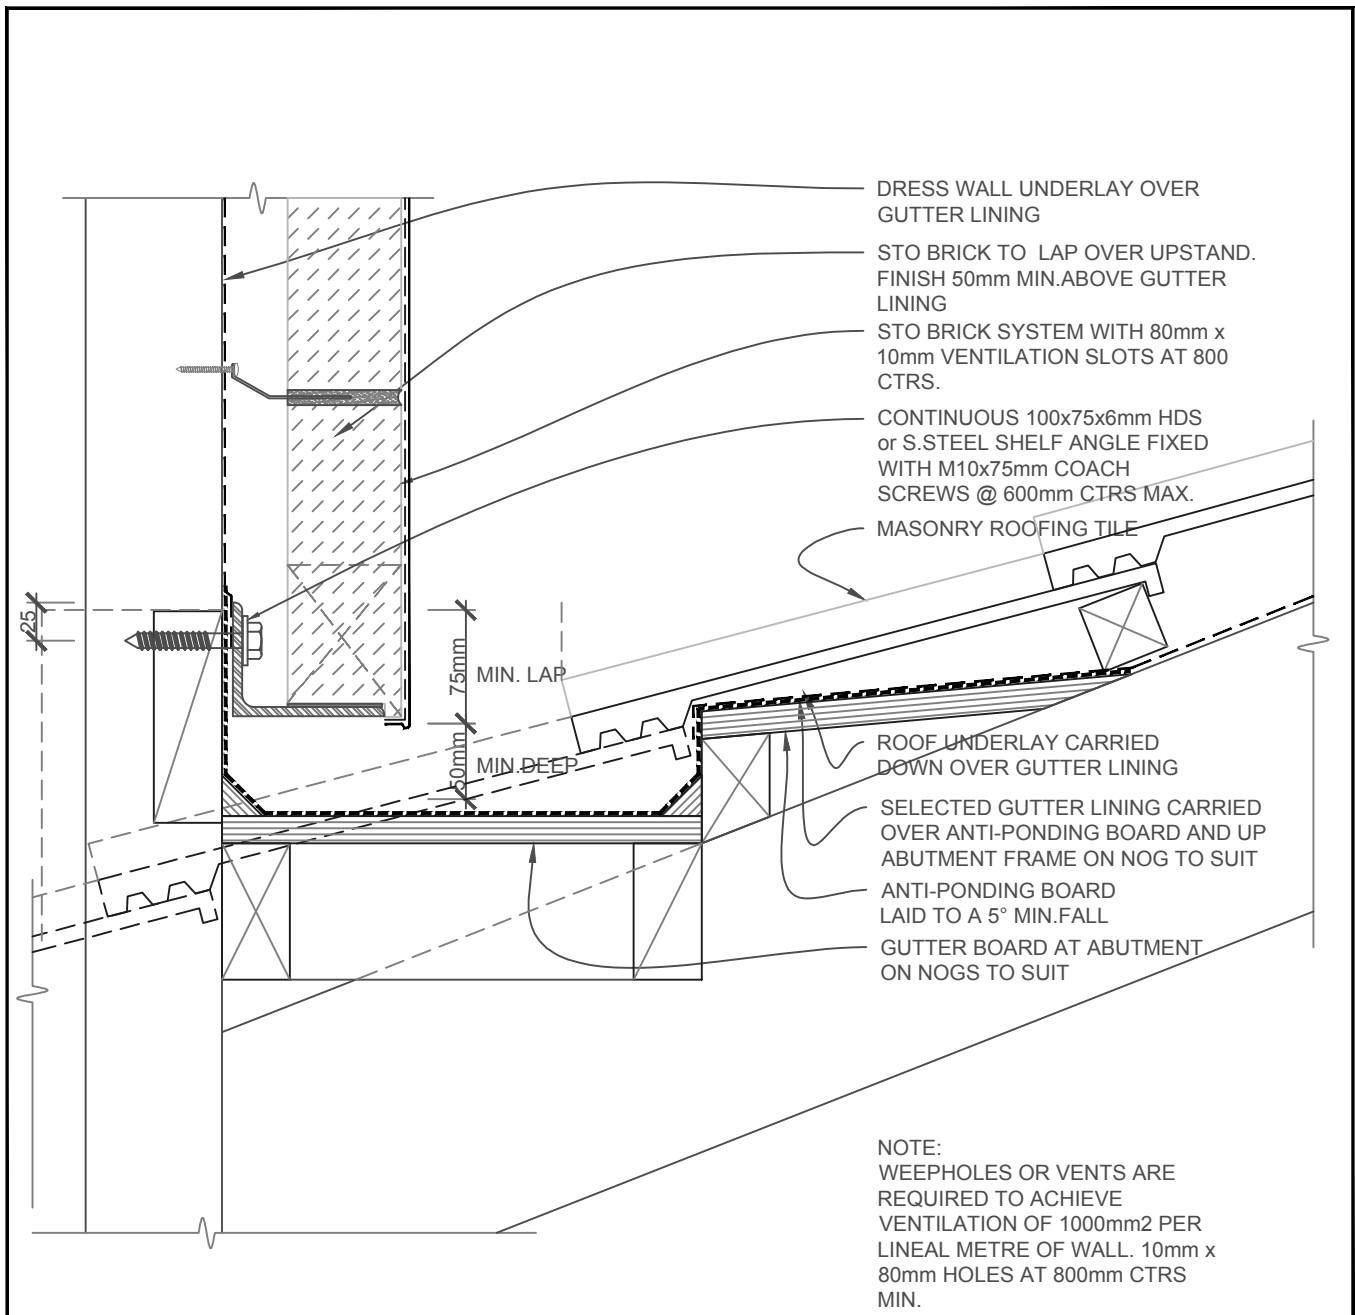 DRESS WALL UNDERLAY OVER
GUTTER LINING
STO BRICK TO LAP OVER UPSTAND.
FINISH 50mm MIN.ABOVE GUTTER
LINING
STO BRICK SYSTEM WITH 80mm x
10mm VENTILATION SLOTS AT 800
CTRS.
CONTINUOUS 100x75x6mm HDS
or S.STEEL SHELF ANGLE FIXED
WITH M10x75mm COACH
SCREWS @ 600mm CTRS MAX.
MASONRY ROOFING TILE
25
75mm
MIN. LAP
50mm
MIN.DEEP
ROOF UNDERLAY CARRIED
DOWN OVER GUTTER LINING
SELECTED GUTTER LINING CARRIED
OVER ANTI-PONDING BOARD AND UP
ABUTMENT FRAME ON NOG TO SUIT
ANTI-PONDING BOARD
LAID TO A 5° MIN.FALL
GUTTER BOARD AT ABUTMENT
ON NOGS TO SUIT
NOTE:
WEEPHOLES OR VENTS ARE
REQUIRED TO ACHIEVE
VENTILATION OF 1000mm2 PER
LINEAL METRE OF WALL. 10mm x
80mm HOLES AT 800mm CTRS
MIN.